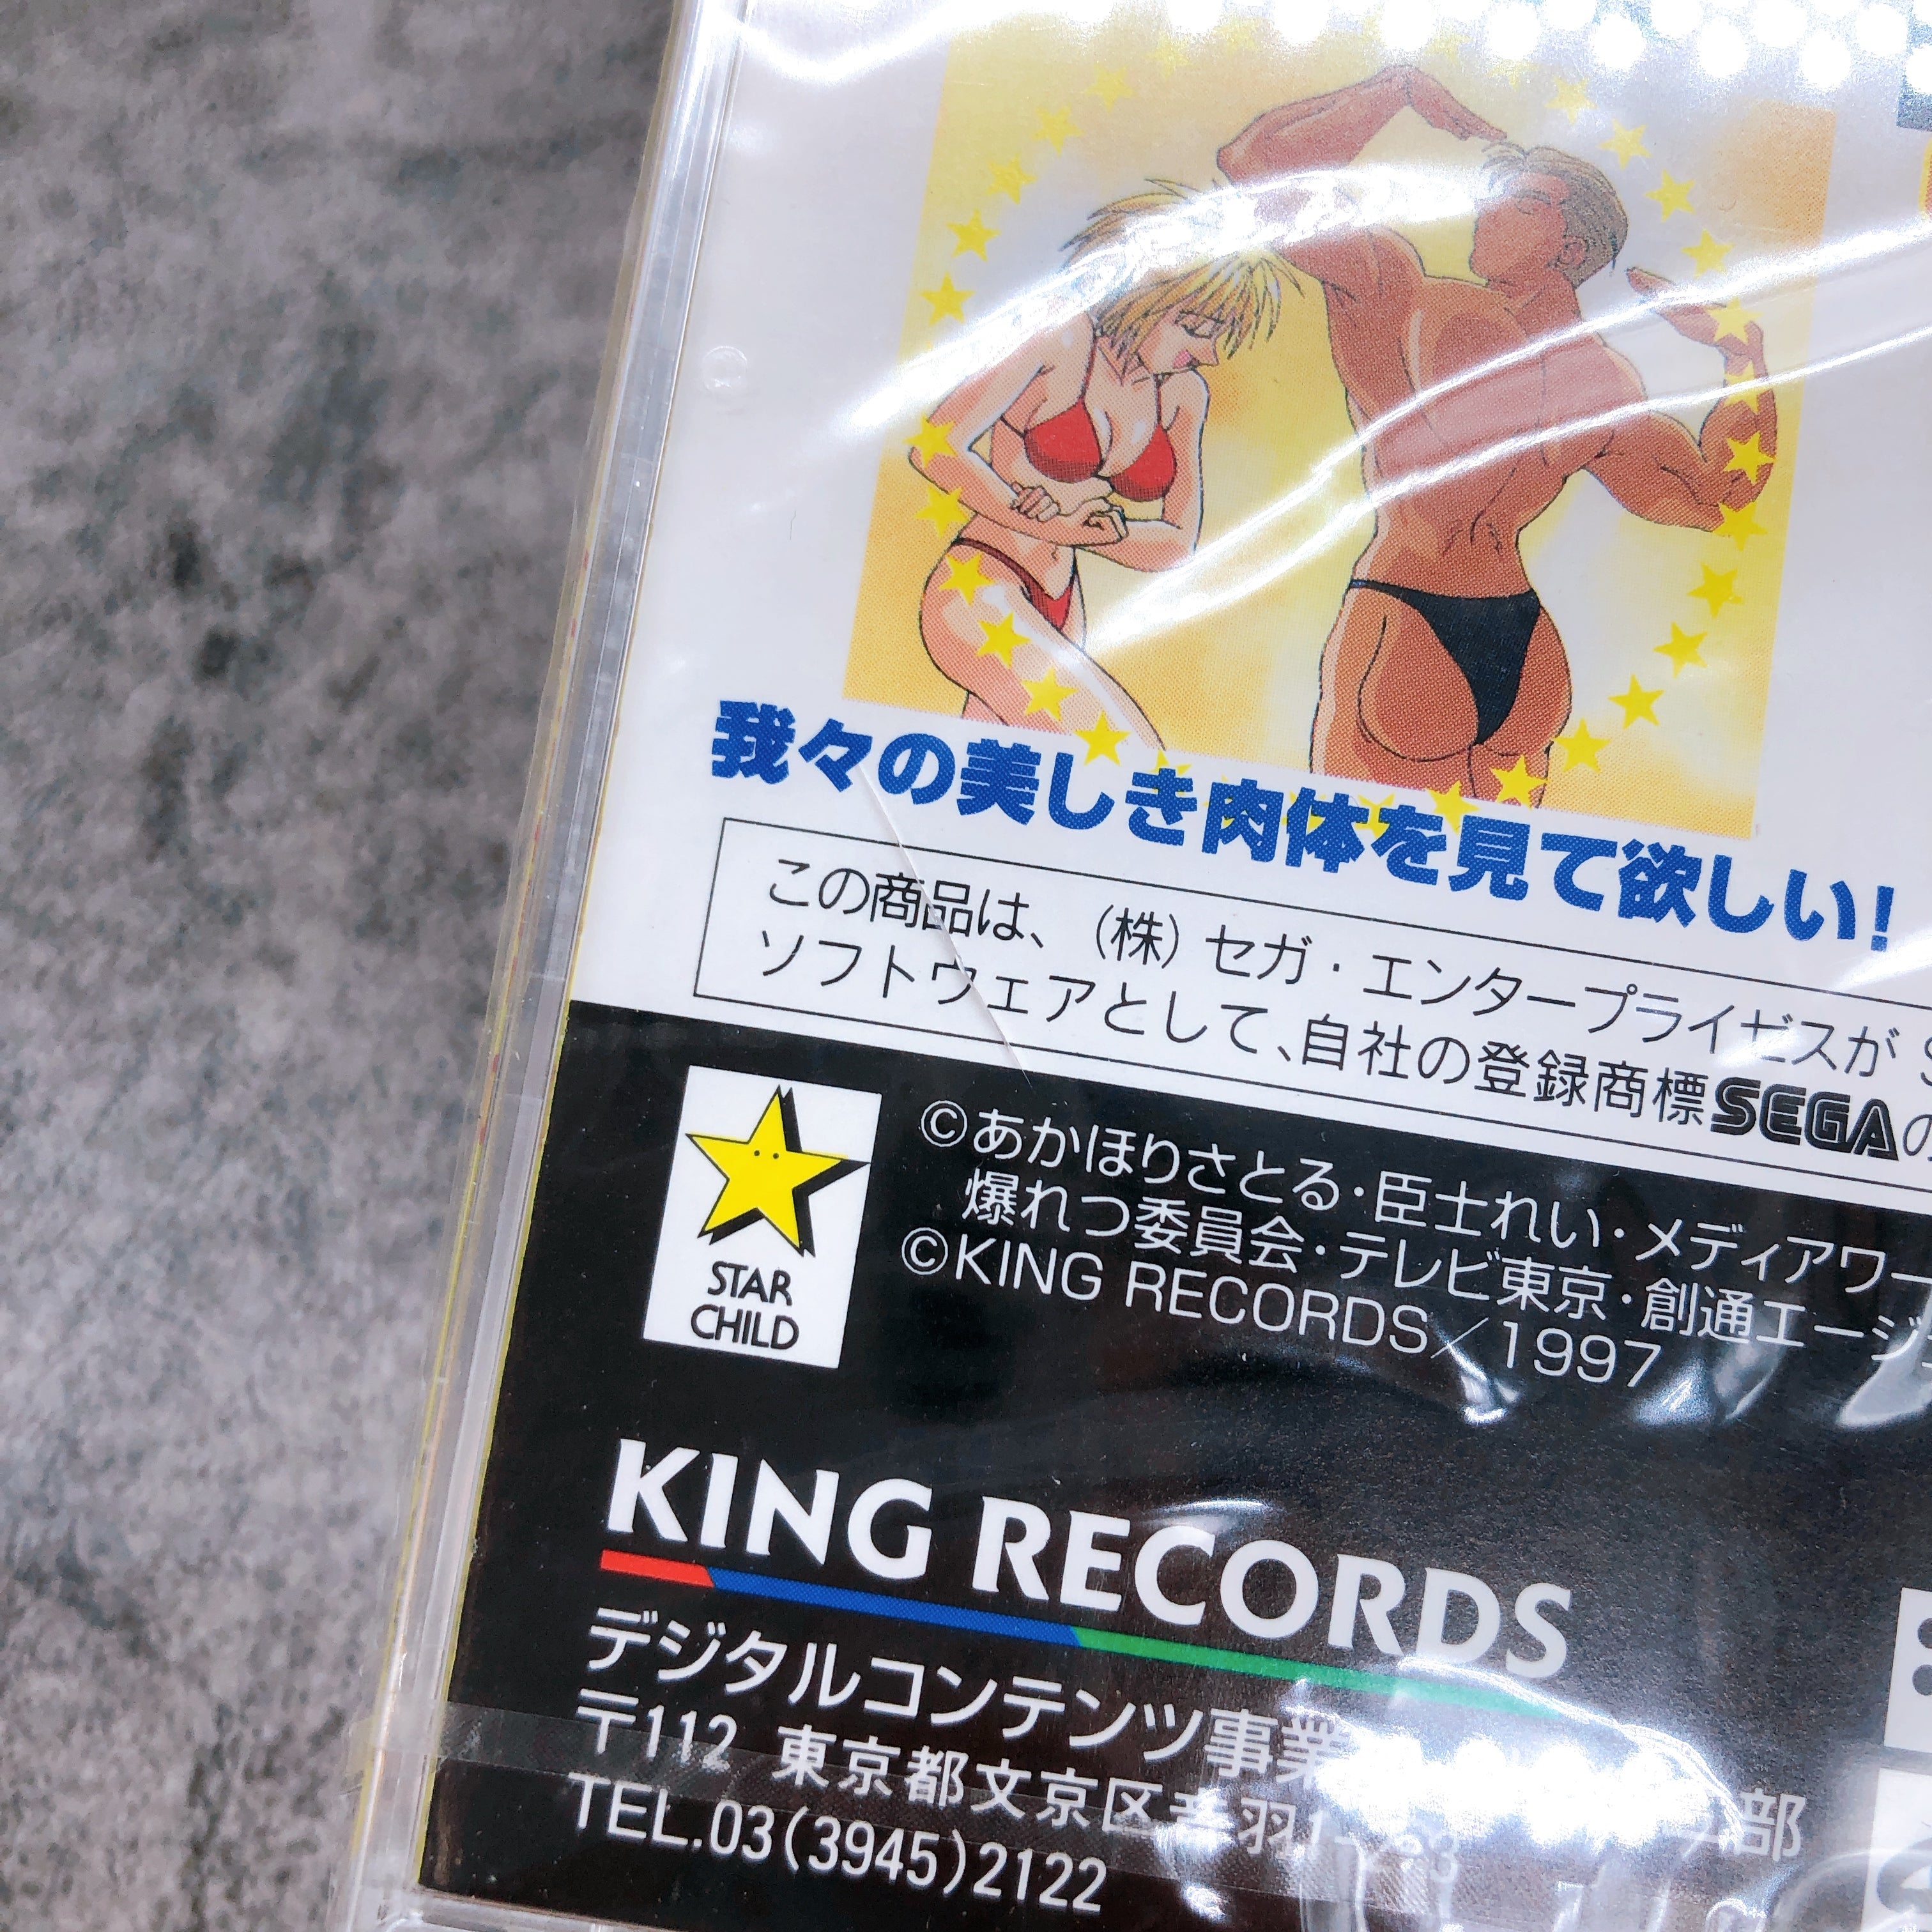 我々の美しき肉体を見て欲しい!
この商品は、(株)セガ・エンタープライゼスが
ソフトウェアとして、自社の登録商標SEGAの
STAR
CHILD
©あかほりさとる・臣士れい・メディアワー
爆れつ委員会・テレビ東京・創通エージ
©KING RECORDS/1997
KING RECORDS
デジタルコンテンツ事業 部
〒112 東京都文京区音羽1-
TEL.03(3945)2122